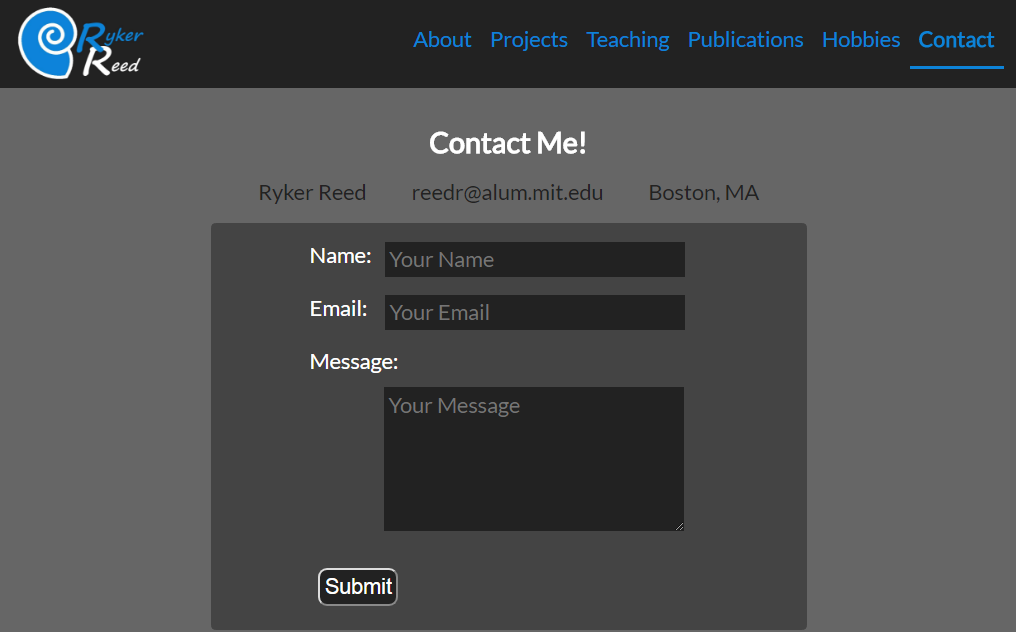 Ryker
Reed
About Projects Teaching Publications Hobbies Contact
Contact Me!
Ryker Reed reedr@alum.mit.edu Boston, MA
Name: Your Name
Email: Your Email
Message:
Your Message
Submit